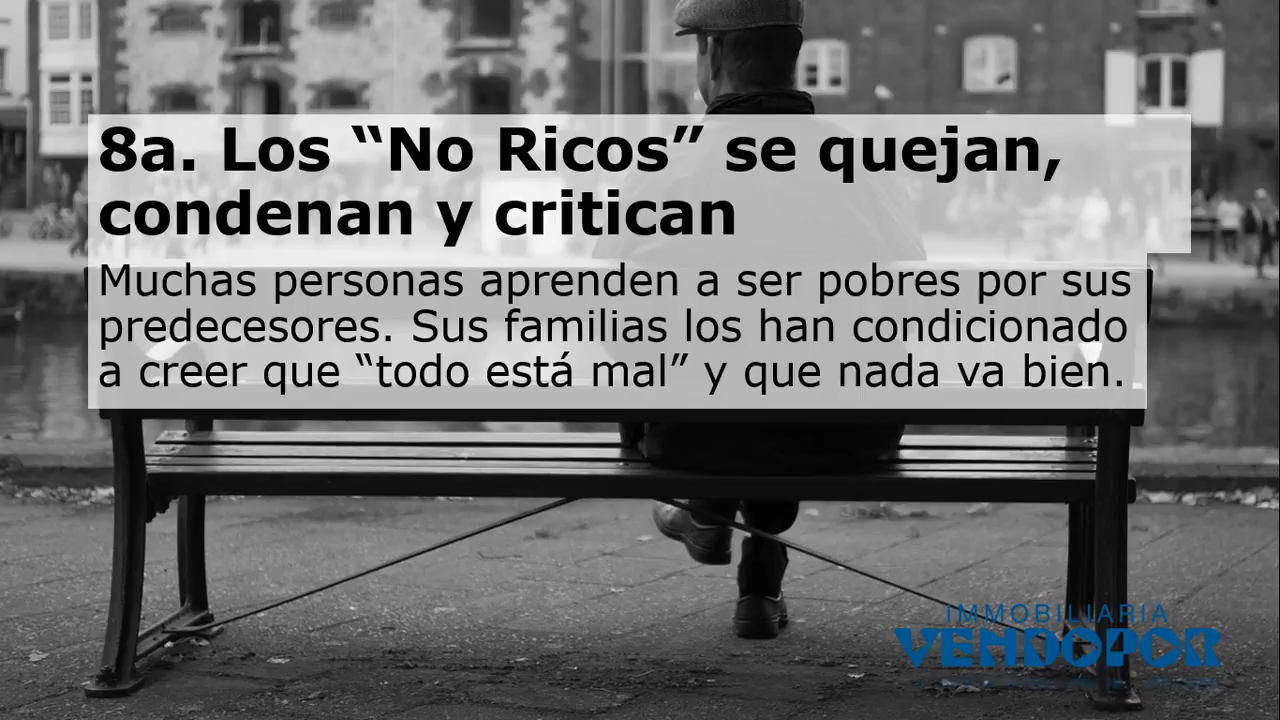 8a. Los “No Ricos” se quejan,
condenan y critican
Muchas personas aprenden a ser pobres por sus
predecesores. Sus familias los han condicionado
a creer que “todo está mal” y que nada va bien.
IMMOBILIARIA
VENDOPOR